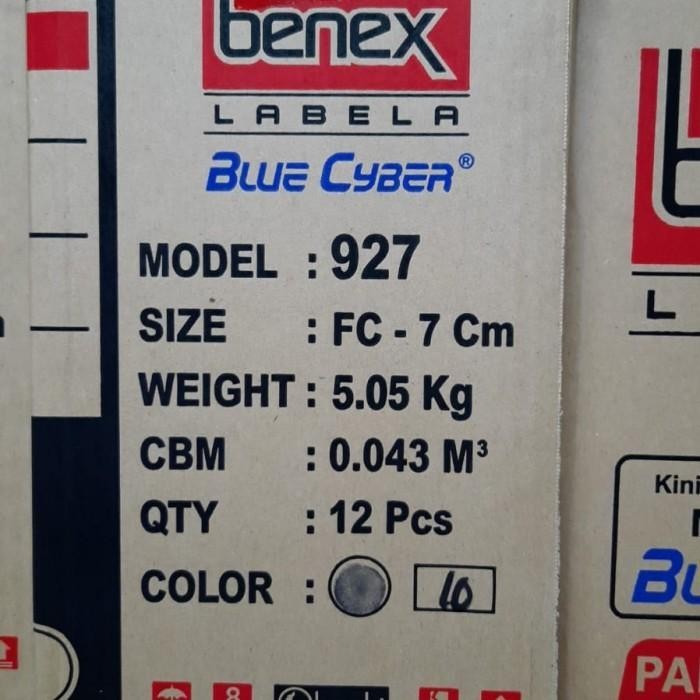 benex
LABELA
BLUE CYBER®
MODEL : 927
SIZE : FC - 7 Cm
WEIGHT : 5.05 Kg
CBM : 0.043 M³
QTY : 12 Pcs
COLOR : 10
L
Kini
PA